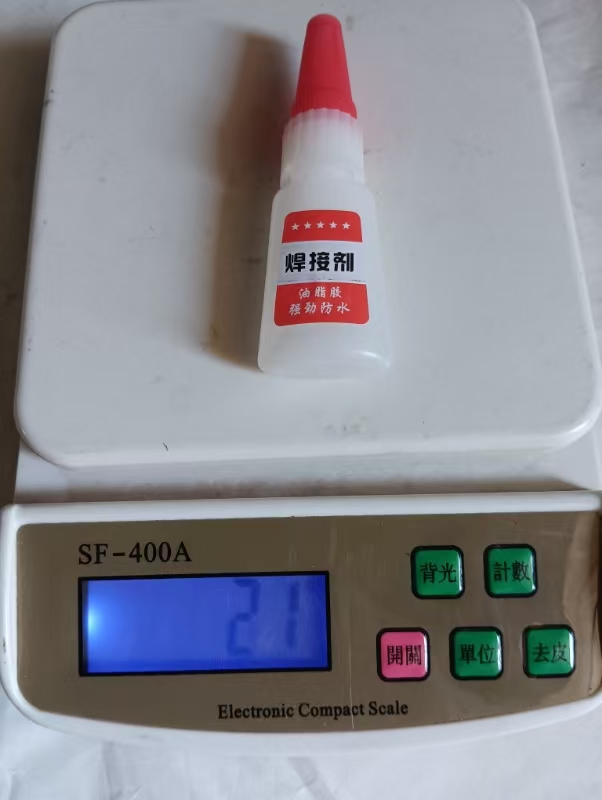 ★★★★★
焊接剂
油脂胶
强劲防水
SF-400A
21
背光
計數
開關
單位
去皮
Electronic Compact Scale